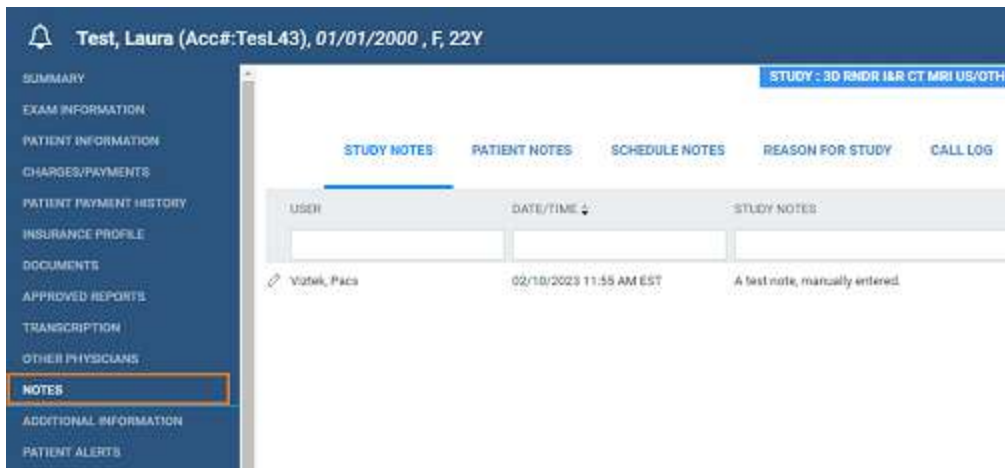 Test, Laura (Acc#:TesL43), 01/01/2000 , F, 22Y
SUMMARY
EXAM INFORMATION
PATIENT INFORMATION
CHARGES/PAYMENTS
PATIENT PAYMENT HISTORY
INSURANCE PROFILE
DOCUMENTS
APPROVED REPORTS
TRANSCRIPTION
OTHER PHYSICIANS
NOTES
ADDITIONAL INFORMATION
PATIENT ALERTS
STUDY : 3D RNDR I&R CT MRI US/OTH
STUDY NOTES PATIENT NOTES SCHEDULE NOTES REASON FOR STUDY CALL LOG
USER DATE/TIME STUDY NOTES
Viztek, Pacs 02/10/2023 11:55 AM EST A test note, manually entered.